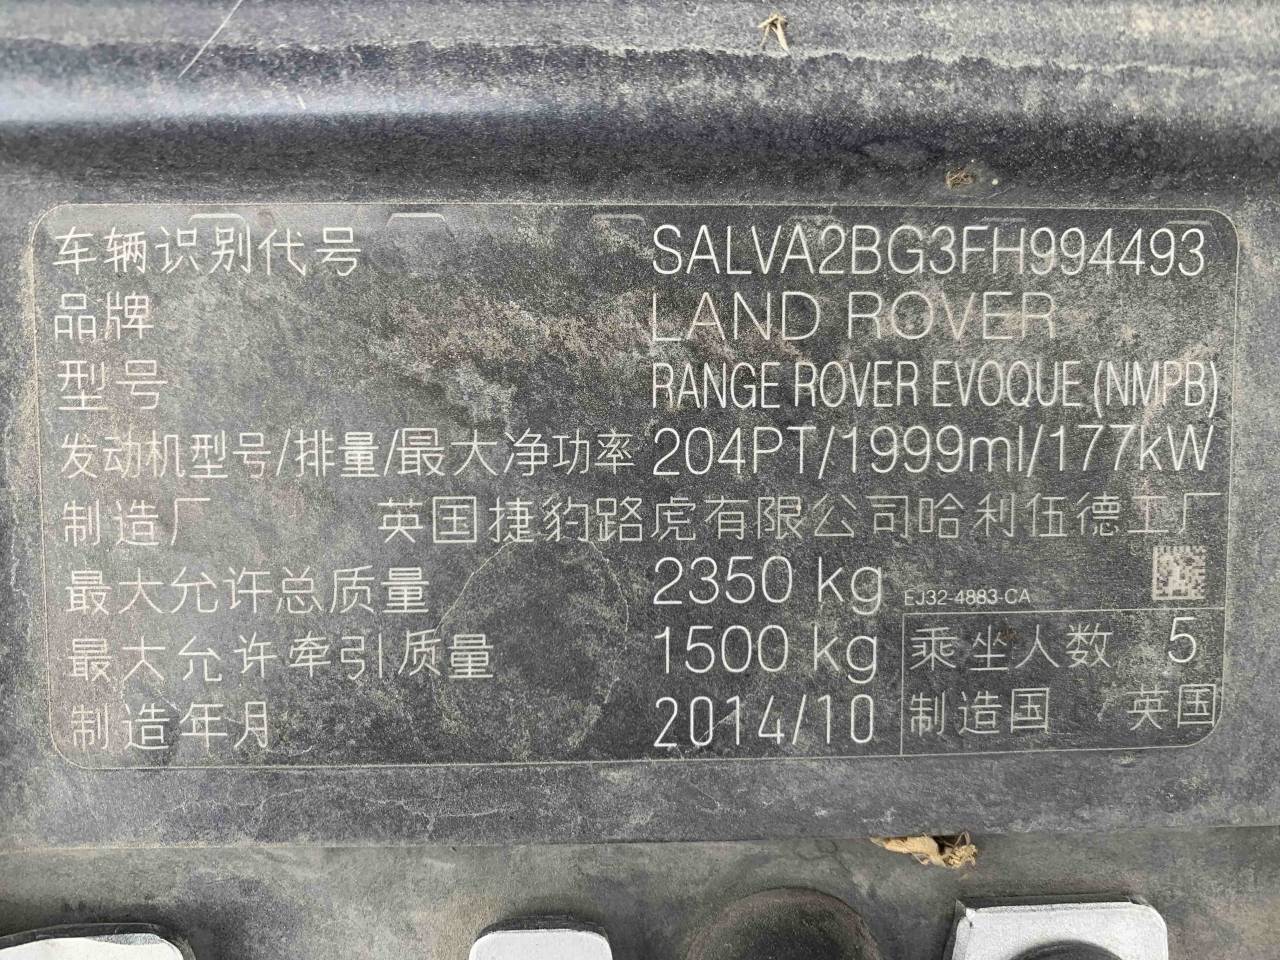 车辆识别代号 SALVA2BG3FH994493
品牌 LAND ROVER
型号 RANGE ROVER EVOQUE (NMPB)
发动机型号/排量/最大净功率 204PT/1999ml/177kW
制造厂 英国捷豹路虎有限公司哈利伍德工厂
最大允许总质量 2350 kg EJ32-4883-CA
最大允许牵引质量 1500 kg 乘坐人数 5
制造年月 2014/10 制造国 英国